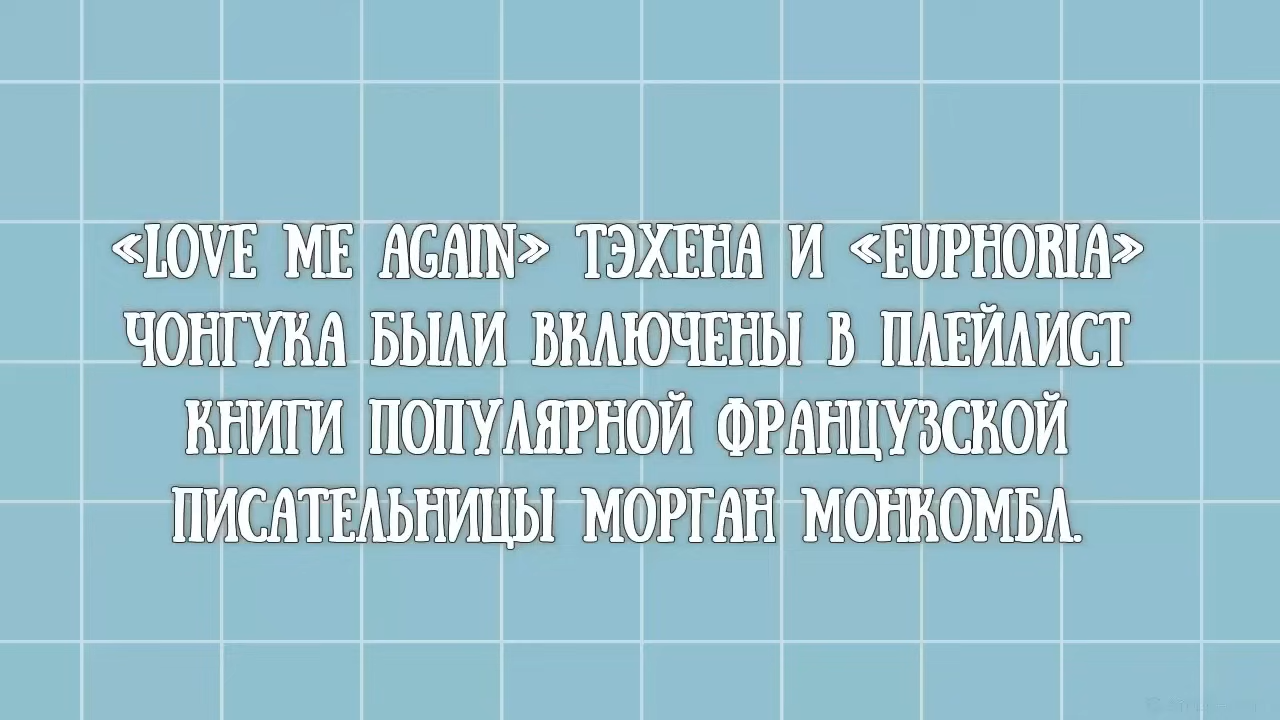 «LOVE ME AGAIN» ТЭХЕНА И «EUPHORIA»
ЧОНГУКА БЫЛИ ВКЛЮЧЕНЫ В ПЛЕЙЛИСТ
КНИГИ ПОПУЛЯРНОЙ ФРАНЦУЗСКОЙ
ПИСАТЕЛЬНИЦЫ МОРГАН МОНКОМБЛ.